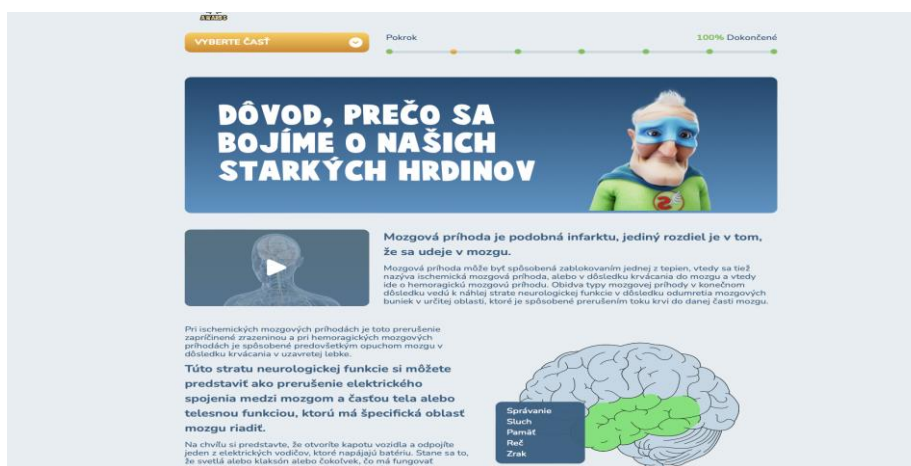 VYBERTE ČASŤ
Pokrok
100% Dokončené
DÔVOD, PREČO SA
BOJÍME O NAŠICH
STARKÝCH HRDINOV
Mozgová príhoda je podobná infarktu, jediný rozdiel je v tom,
že sa udeje v mozgu.
Mozgová príhoda môže byť spôsobená zablokovaním jednej z tepien, vtedy sa tiež
nazýva ischemická mozgová príhoda, alebo v dôsledku krvácania do mozgu a vtedy
ide o hemoragickú mozgovú príhodu. Obidva typy mozgovej príhody v konečnom
dôsledku vedú k náhlej strate neurologickej funkcie v dôsledku odumretia mozgových
buniek v určitej oblasti, ktoré je spôsobené prerušením toku krvi do danej časti mozgu.
Pri ischemických mozgových príhodách je toto prerušenie
zapríčinené zrazeninou a pri hemoragických mozgových
príhodách je spôsobené predovšetkým opuchom mozgu v
dôsledku krvácania v uzavretej lebke.
Túto stratu neurologickej funkcie si môžete
predstaviť ako prerušenie elektrického
spojenia medzi mozgom a časťou tela alebo
telesnou funkciou, ktorú má špecifická oblasť
mozgu riadiť.
Na chvíľu si predstavte, že otvoríte kapotu vozidla a odpojíte
jeden z elektrických vodičov, ktoré napájajú batériu. Stane sa to,
že svetlá alebo klaksón alebo čokoľvek, čo má fungovať
Správanie
Sluch
Pamäť
Reč
Zrak